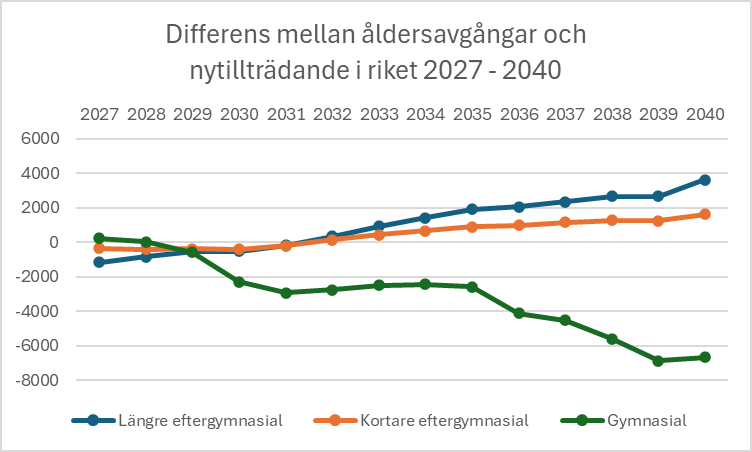 Differens mellan åldersavgångar och
nytillträdande i riket 2027 - 2040
2027 2028 2029 2030 2031 2032 2033 2034 2035 2036 2037 2038 2039 2040
6000
4000
2000
0
-2000
-4000
-6000
-8000
Längre eftergymnasial Kortare eftergymnasial Gymnasial